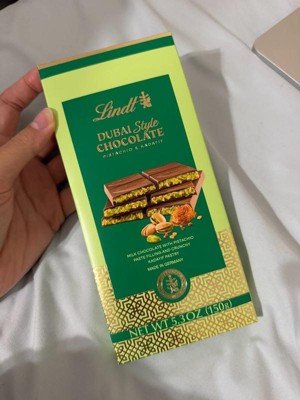 Lindt
DUBAI Style
CHOCOLATE
PISTACHIO & KADAYIF
MILK CHOCOLATE WITH PISTACHIO
PASTE FILLING AND CRUNCHY
KADAYIF PASTRY
MADE IN GERMANY
NET WT 5.3 OZ (150g)